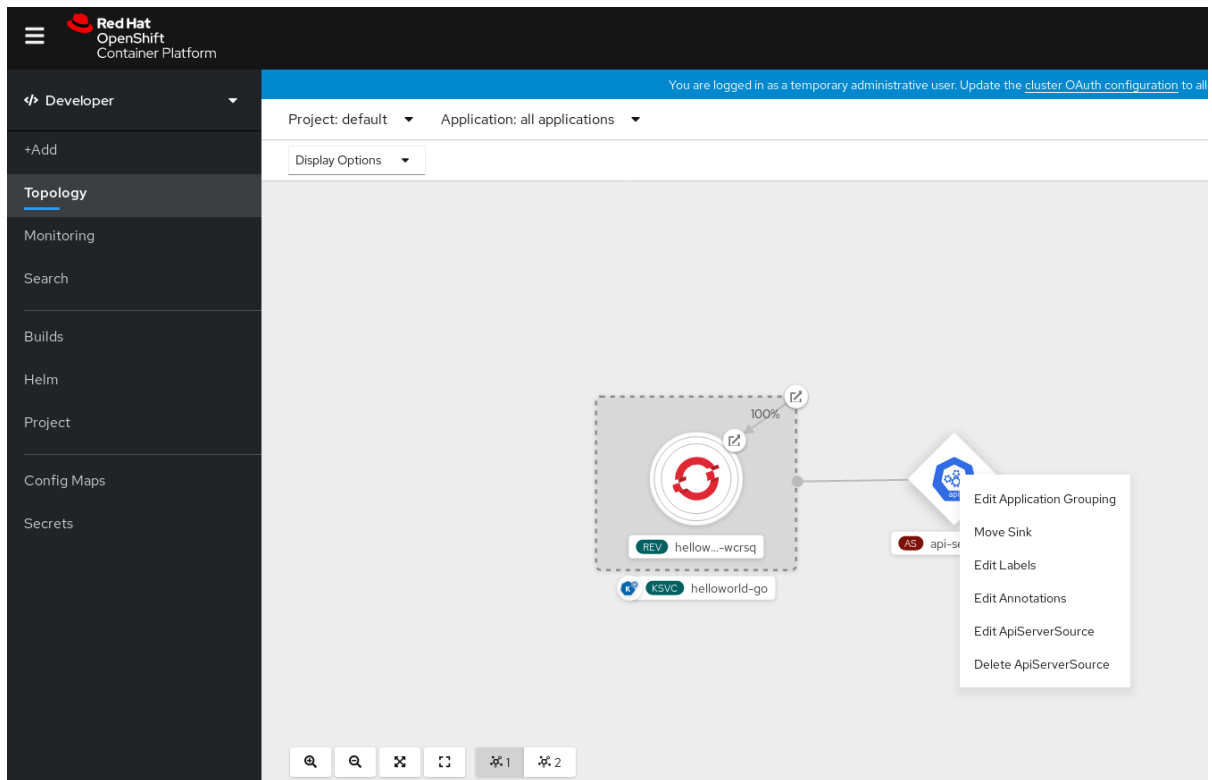 Red Hat
OpenShift
Container Platform
Developer
You are logged in as a temporary administrative user. Update the cluster OAuth configuration to all
Project: default
Application: all applications
+Add
Display Options
Topology
Monitoring
Search
Builds
Helm
Project
Config Maps
Secrets
100%
REV hellow...-wcrsq
KSVC helloworld-go
api
AS api-se
Edit Application Grouping
Move Sink
Edit Labels
Edit Annotations
Edit ApiServerSource
Delete ApiServerSource
1
2